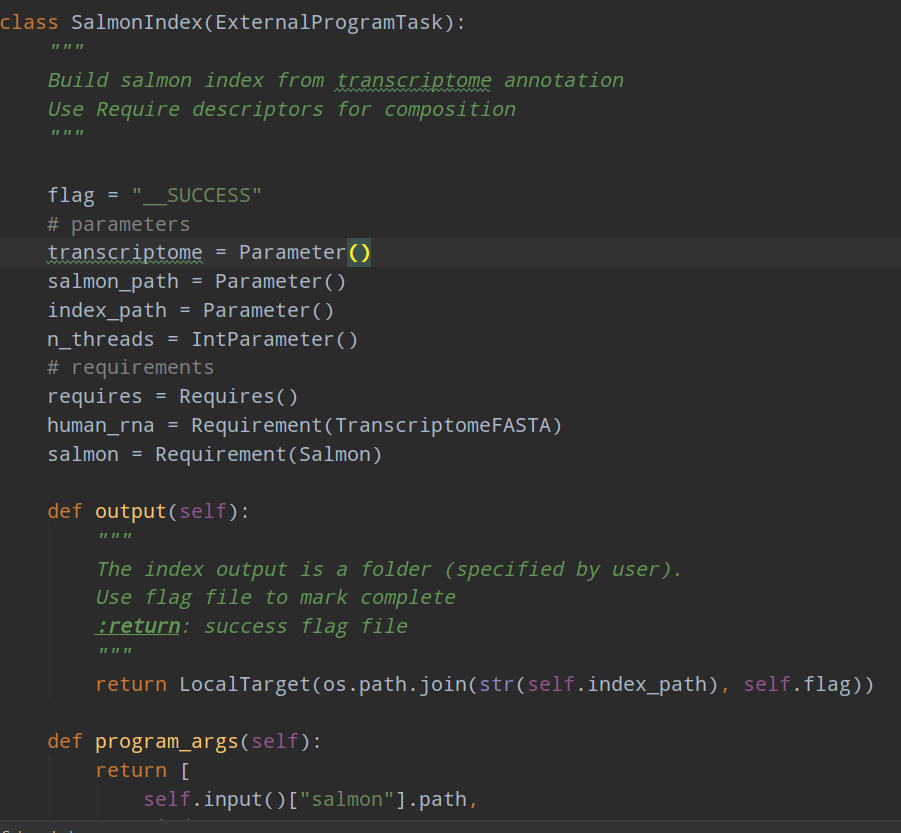 class SalmonIndex(ExternalProgramTask):
    """
    Build salmon index from transcriptome annotation
    Use Require descriptors for composition
    """

    flag = "__SUCCESS"
    # parameters
    transcriptome = Parameter()
    salmon_path = Parameter()
    index_path = Parameter()
    n_threads = IntParameter()
    # requirements
    requires = Requires()
    human_rna = Requirement(TranscriptomeFASTA)
    salmon = Requirement(Salmon)

    def output(self):
        """
        The index output is a folder (specified by user).
        Use flag file to mark complete
        :return: success flag file
        """
        return LocalTarget(os.path.join(str(self.index_path), self.flag))

    def program_args(self):
        return [
            self.input()["salmon"].path,